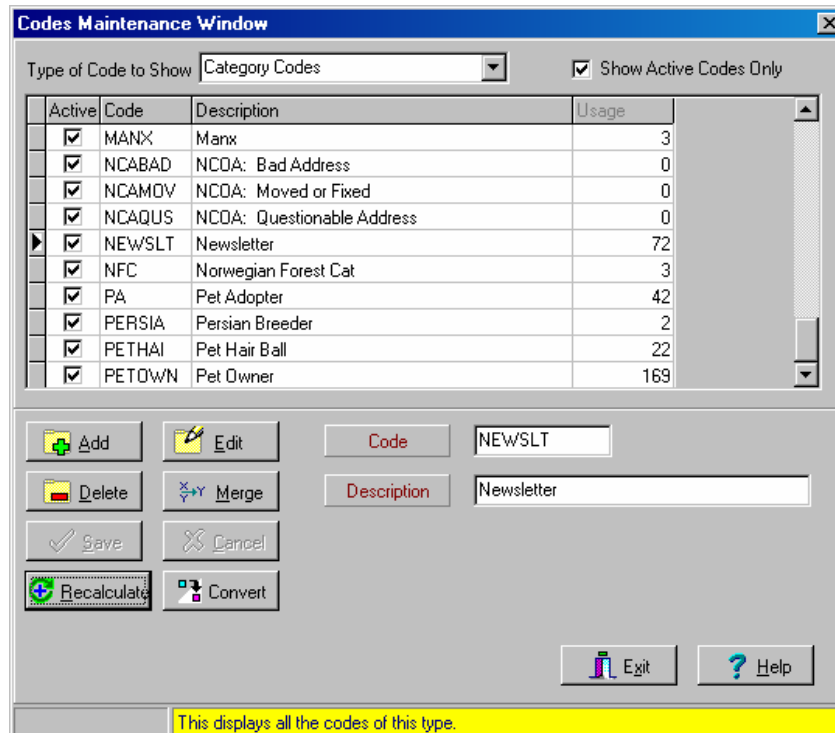 Codes Maintenance Window
Type of Code to Show Category Codes Show Active Codes Only
Active Code Description Usage
MANX Manx 3
NCABAD NCOA: Bad Address 0
NCAMOV NCOA: Moved or Fixed 0
NCAQUS NCOA: Questionable Address 0
NEWSLT Newsletter 72
NFC Norwegian Forest Cat 3
PA Pet Adopter 42
PERSIA Persian Breeder 2
PETHAI Pet Hair Ball 22
PETOWN Pet Owner 169
Add Edit Code NEWSLT
Delete Merge Description Newsletter
Save Cancel
Recalculate Convert
Exit Help
This displays all the codes of this type.